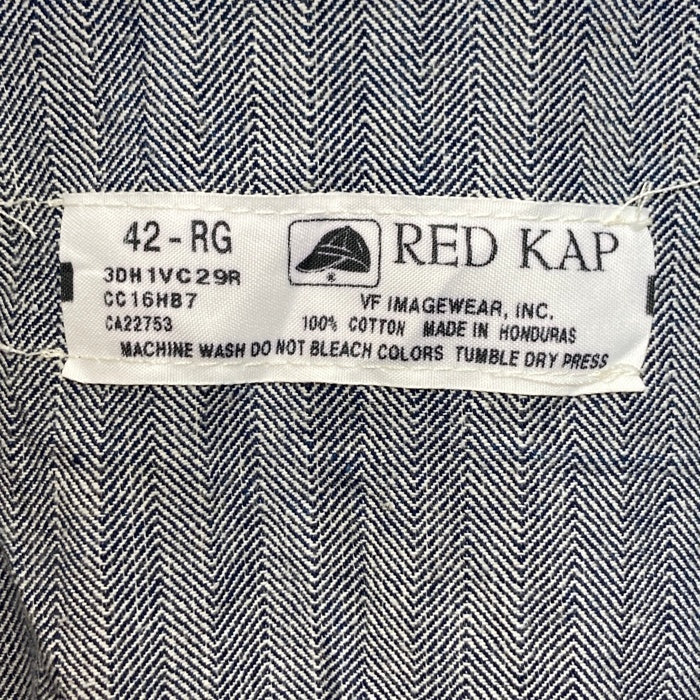 42-RG
RED KAP
3DH1VC29R
CC16HB7
VF IMAGEWEAR, INC.
CA22753
100% COTTON MADE IN HONDURAS
MACHINE WASH DO NOT BLEACH COLORS TUMBLE DRY PRESS